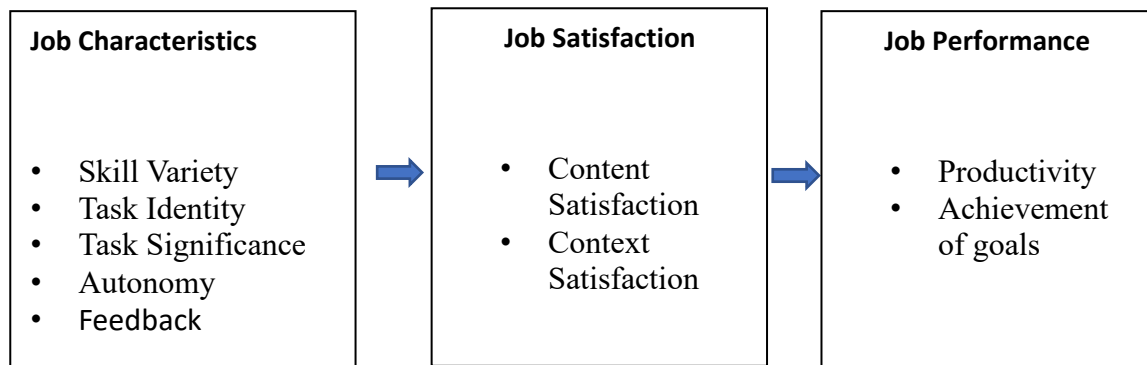 Job Characteristics
• Skill Variety
• Task Identity
• Task Significance
• Autonomy
• Feedback
Job Satisfaction
• Content
Satisfaction
• Context
Satisfaction
Job Performance
• Productivity
• Achievement
of goals